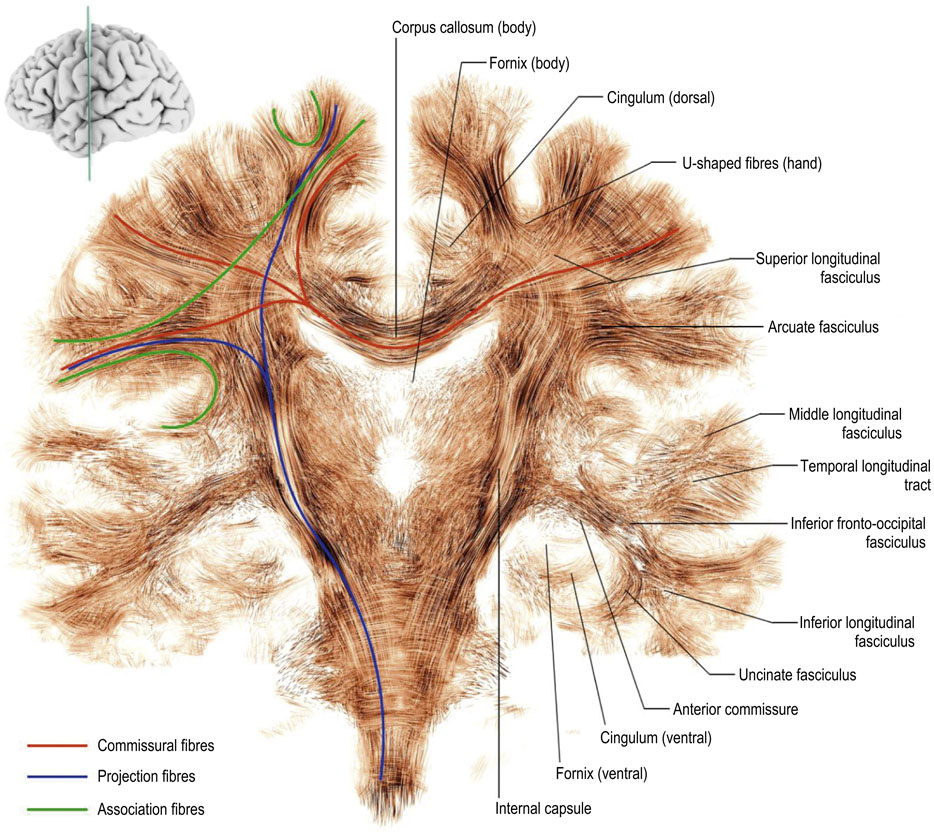 Corpus callosum (body)
Fornix (body)
Cingulum (dorsal)
U-shaped fibres (hand)
Superior longitudinal
fasciculus
Arcuate fasciculus
Middle longitudinal
fasciculus
Temporal longitudinal
tract
Inferior fronto-occipital
fasciculus
Inferior longitudinal
fasciculus
Uncinate fasciculus
Anterior commissure
Cingulum (ventral)
Fornix (ventral)
Internal capsule
Commissural fibres
Projection fibres
Association fibres